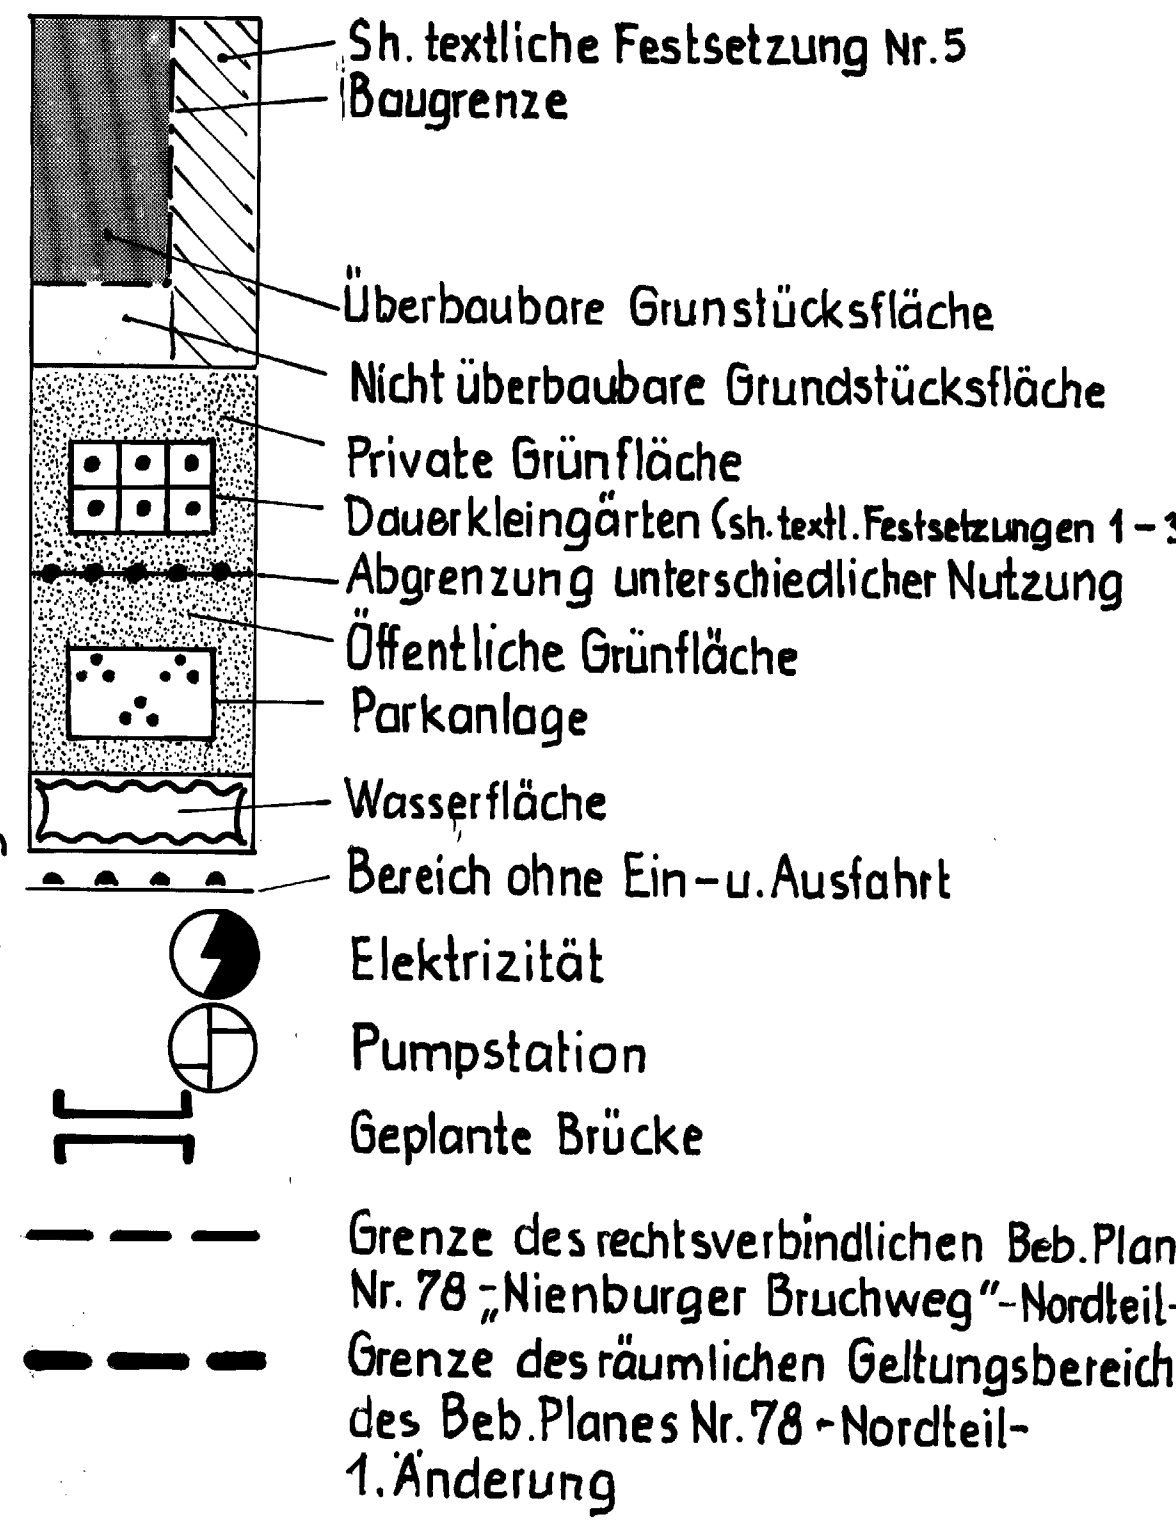 Sh. textliche Festsetzung Nr. 5
Baugrenze
Überbaubare Grunstücksfläche
Nicht überbaubare Grundstücksfläche
Private Grünfläche
Dauerkleingärten (sh. textl. Festsetzungen 1-3
Abgrenzung unterschiedlicher Nutzung
Öffentliche Grünfläche
Parkanlage
Wasserfläche
Bereich ohne Ein-u. Ausfahrt
Elektrizität
Pumpstation
Geplante Brücke
Grenze des rechtsverbindlichen Beb. Plan
Nr. 78 -„Nienburger Bruchweg“-Nordteil-
Grenze des räumlichen Geltungsbereich
des Beb. Planes Nr. 78 -Nordteil-
1. Änderung